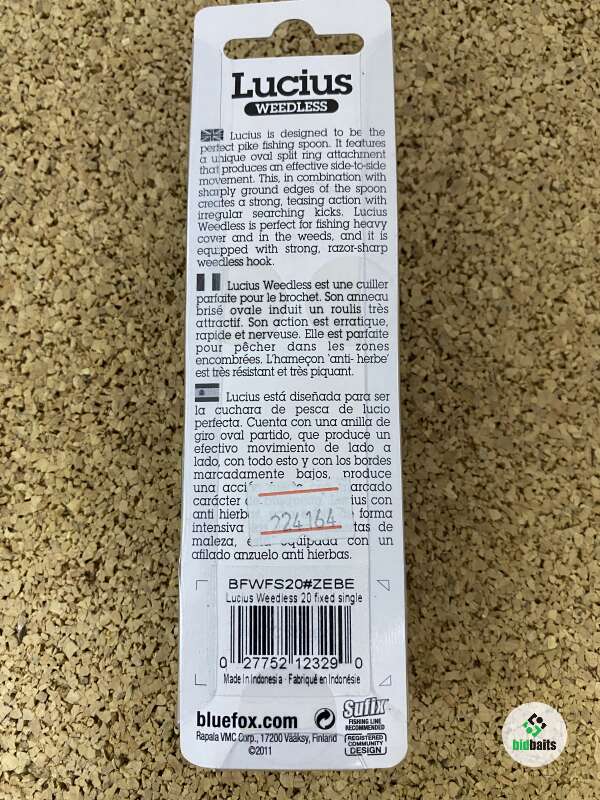 Lucius
WEEDLESS
Lucius is designed to be the
perfect pike fishing spoon. It features
a unique oval split ring attachment
that produces an effective side-to-side
movement. This, in combination with
sharply ground edges of the spoon
creates a strong, teasing action with
irregular searching kicks. Lucius
Weedless is perfect for fishing heavy
cover and in the weeds, and it is
equipped with strong, razor-sharp
weedless hook.
Lucius Weedless est une cuiller
parfaite pour le brochet. Son anneau
brisé ovale induit un roulis très
attractif. Son action est erratique,
rapide et nerveuse. Elle est parfaite
pour pêcher dans les zones
encombrées. L'hameçon 'anti- herbe'
est très résistant et très piquant.
Lucius está diseñada para ser
la cuchara de pesca de lucio
perfecta. Cuenta con una anilla de
giro oval partido, que produce un
efectivo movimiento de lado a
lado, con todo esto y con los bordes
marcadamente bajos, produce
una arcado
carácter ius con
anti forma
intensiva tas de
maleza, equipada con un
afilado anzuelo anti hierbas.
224164
BFWFS20#ZEBE
Lucius Weedless 20 fixed single
0 27752 12329 0
Made in Indonesia · Fabriqué en Indonésie
bluefox.com
Rapala VMC Corp., 17200 Vääksy, Finland
©2011
Sufix
FISHING LINE
RECOMMENDED
REGISTERED
COMMUNITY
DESIGN
bidbaits